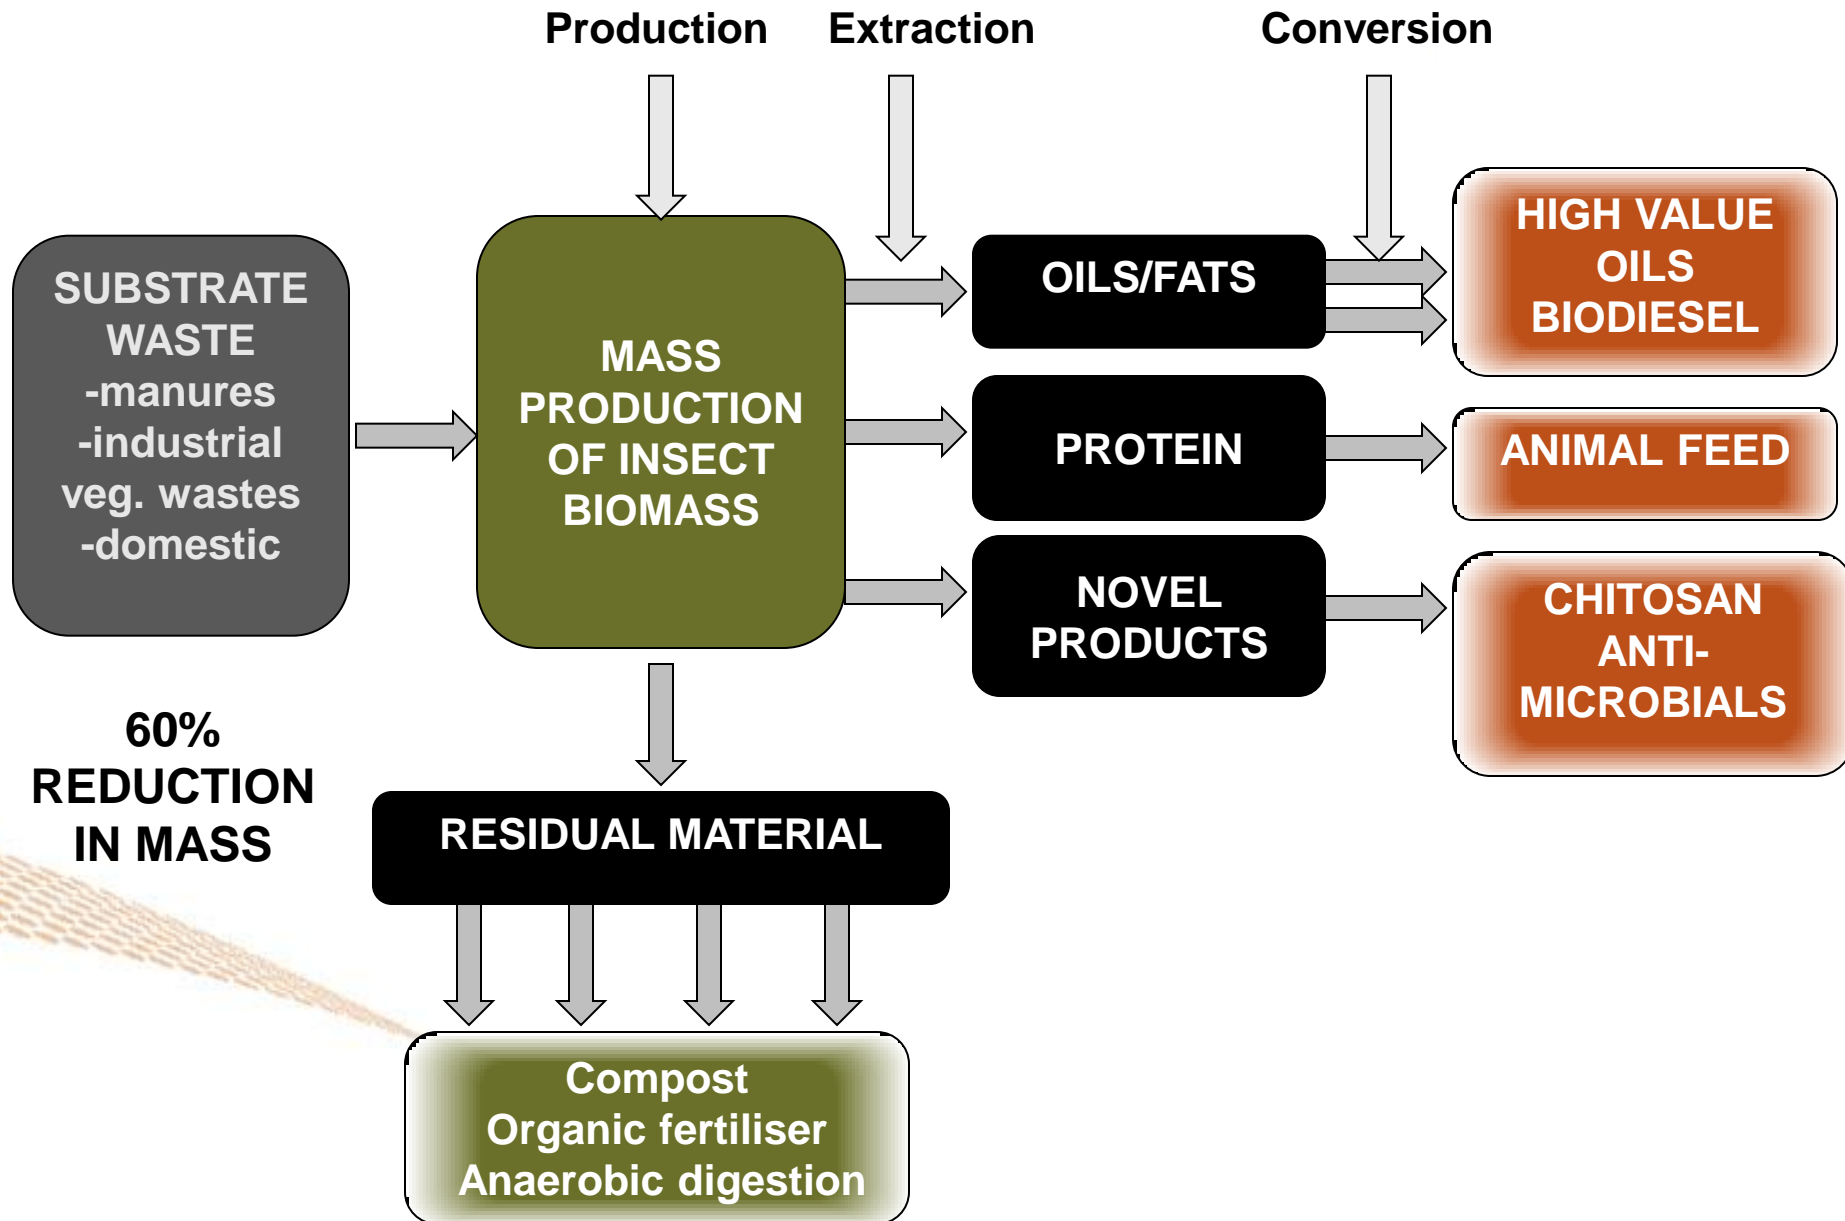 Production
Extraction
Conversion
SUBSTRATE
WASTE
-manures
-industrial
veg. wastes
-domestic
MASS
PRODUCTION
OF INSECT
BIOMASS
OILS/FATS
HIGH VALUE
OILS
BIODIESEL
PROTEIN
ANIMAL FEED
NOVEL
PRODUCTS
CHITOSAN
ANTI-
MICROBIALS
60%
REDUCTION
IN MASS
RESIDUAL MATERIAL
Compost
Organic fertiliser
Anaerobic digestion